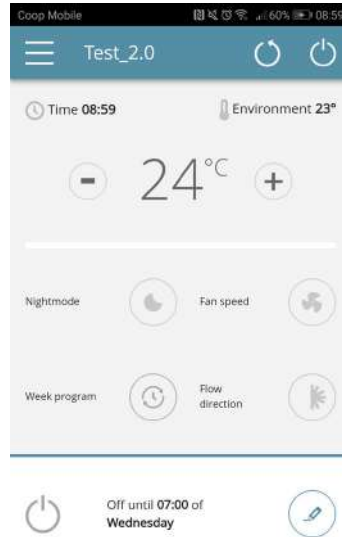 Coop Mobile 60% 08:59
Test_2.0
Time 08:59 Environment 23°
- 24°C +
Nightmode Fan speed
Week program Flow
direction
Off until 07:00 of
Wednesday